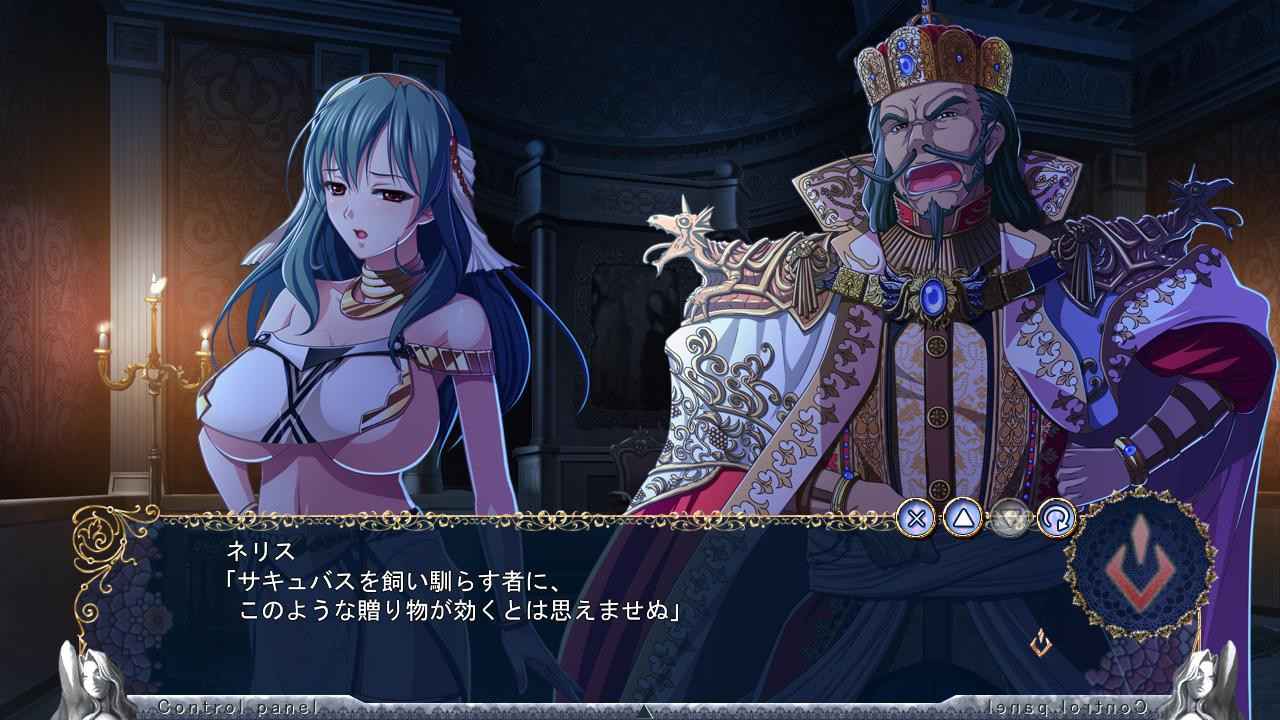 ネリス
「サキュバスを飼い馴らす者に、
このような贈り物が効くとは思えませぬ」
Control panel
Control panel